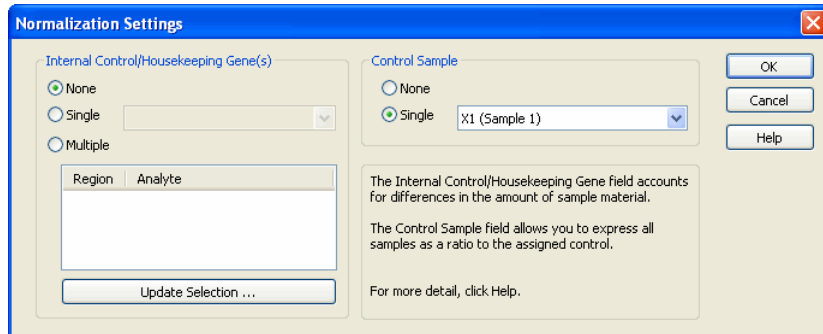 Normalization Settings
Internal Control/Housekeeping Gene(s)
None
Single
Multiple
Region Analyte
Update Selection ...
Control Sample
None
Single X1 (Sample 1)
The Internal Control/Housekeeping Gene field accounts
for differences in the amount of sample material.
The Control Sample field allows you to express all
samples as a ratio to the assigned control.
For more detail, click Help.
OK
Cancel
Help